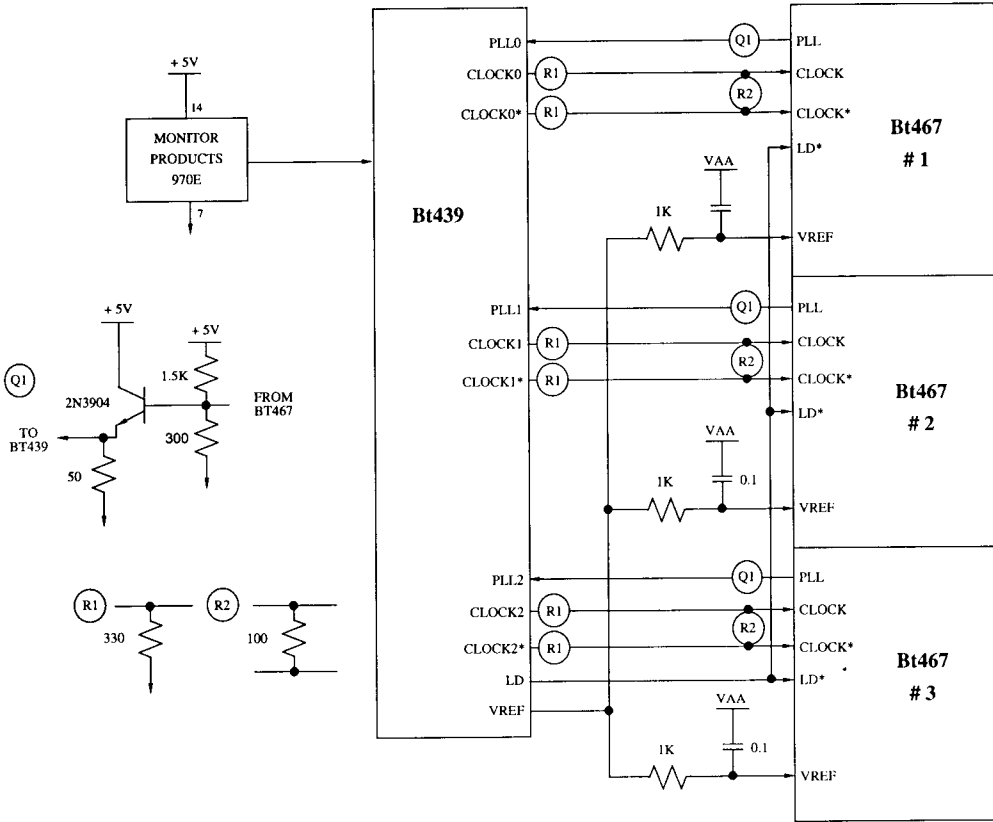 + 5V
14
MONITOR
PRODUCTS
970E
7
+ 5V
+ 5V
1.5K
Q1
2N3904
FROM
BT467
TO
BT439
300
50
R1
R2
330
100
Bt439
PLL0
CLOCK0
CLOCK0*
PLL1
CLOCK1
CLOCK1*
PLL2
CLOCK2
CLOCK2*
LD
VREF
Q1
R1
R2
R1
VAA
1K
Q1
R1
R2
R1
VAA
1K
0.1
Q1
R1
R2
R1
VAA
1K
0.1
PLL
CLOCK
CLOCK*
LD*
VREF
Bt467
# 1
PLL
CLOCK
CLOCK*
LD*
VREF
Bt467
# 2
PLL
CLOCK
CLOCK*
LD*
VREF
Bt467
# 3